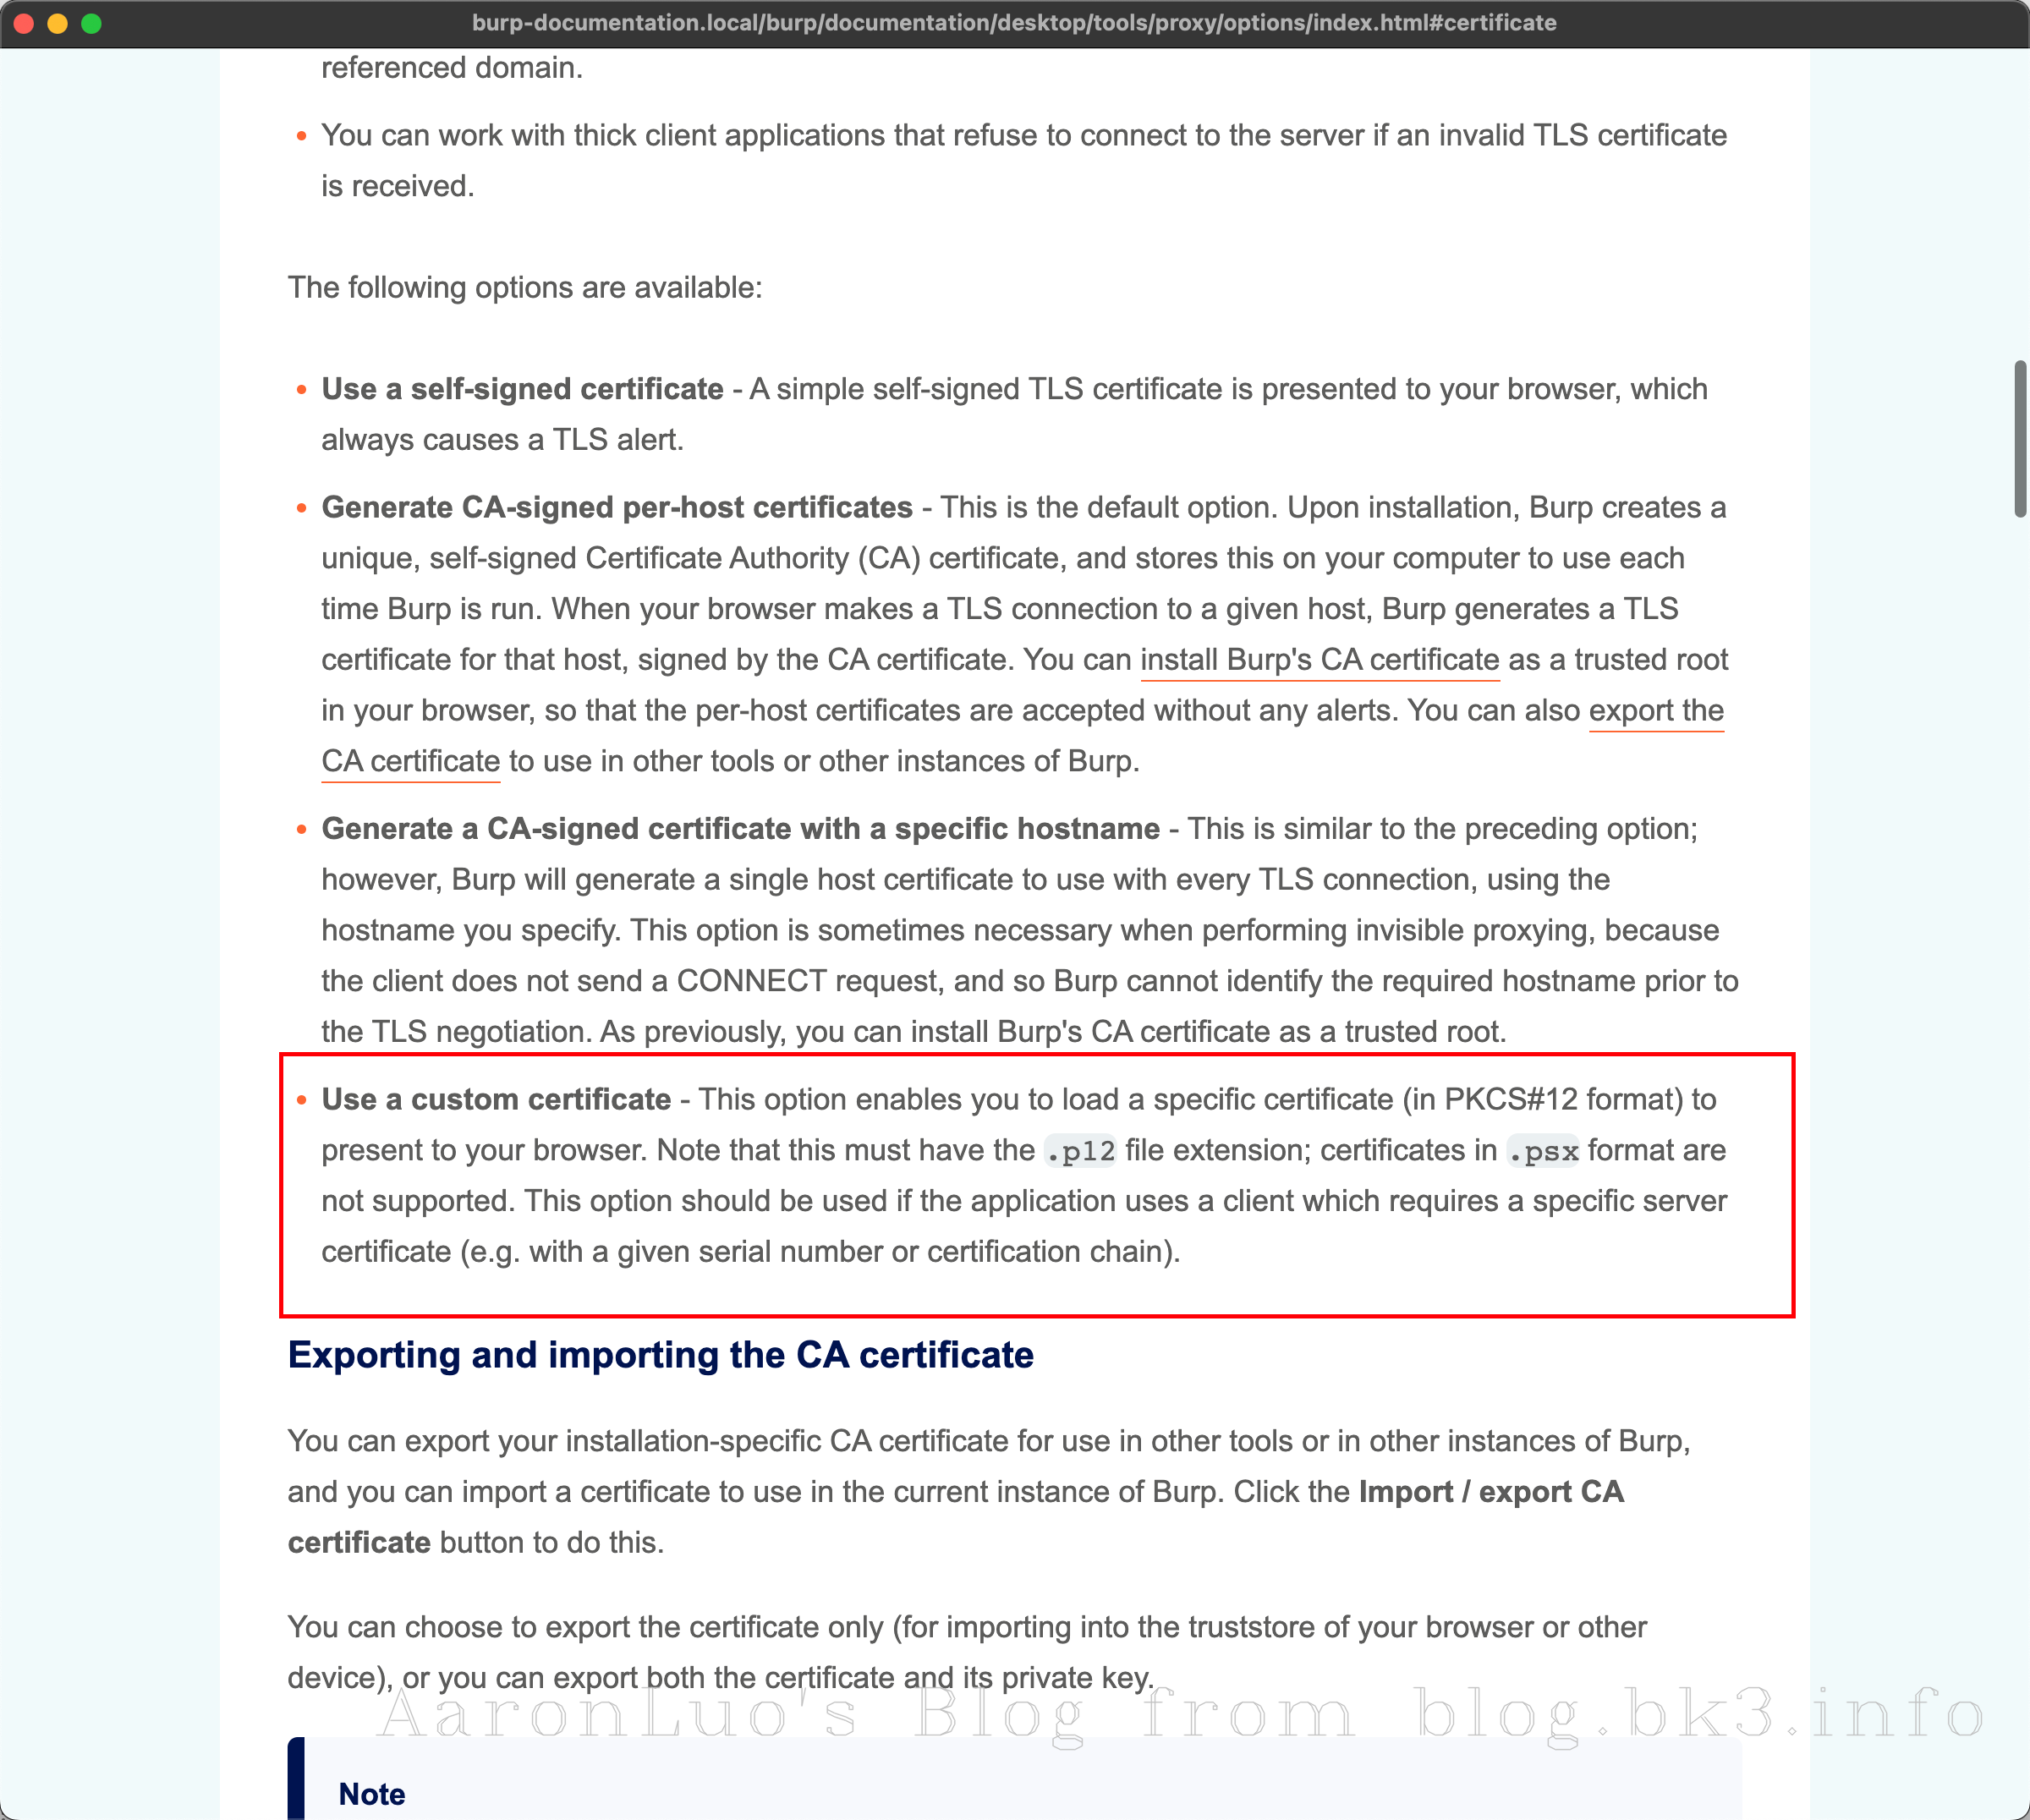 burp-documentation.local/burp/documentation/desktop/tools/proxy/options/index.html#certificate
referenced domain.
You can work with thick client applications that refuse to connect to the server if an invalid TLS certificate
is received.
The following options are available:
Use a self-signed certificate - A simple self-signed TLS certificate is presented to your browser, which
always causes a TLS alert.
Generate CA-signed per-host certificates - This is the default option. Upon installation, Burp creates a
unique, self-signed Certificate Authority (CA) certificate, and stores this on your computer to use each
time Burp is run. When your browser makes a TLS connection to a given host, Burp generates a TLS
certificate for that host, signed by the CA certificate. You can install Burp's CA certificate as a trusted root
in your browser, so that the per-host certificates are accepted without any alerts. You can also export the
CA certificate to use in other tools or other instances of Burp.
Generate a CA-signed certificate with a specific hostname - This is similar to the preceding option;
however, Burp will generate a single host certificate to use with every TLS connection, using the
hostname you specify. This option is sometimes necessary when performing invisible proxying, because
the client does not send a CONNECT request, and so Burp cannot identify the required hostname prior to
the TLS negotiation. As previously, you can install Burp's CA certificate as a trusted root.
Use a custom certificate - This option enables you to load a specific certificate (in PKCS#12 format) to
present to your browser. Note that this must have the .p12 file extension; certificates in .psx format are
not supported. This option should be used if the application uses a client which requires a specific server
certificate (e.g. with a given serial number or certification chain).
Exporting and importing the CA certificate
You can export your installation-specific CA certificate for use in other tools or in other instances of Burp,
and you can import a certificate to use in the current instance of Burp. Click the Import / export CA
certificate button to do this.
You can choose to export the certificate only (for importing into the truststore of your browser or other
device), or you can export both the certificate and its private key.
AaronLuo's Blog from blog.bk3.info
Note